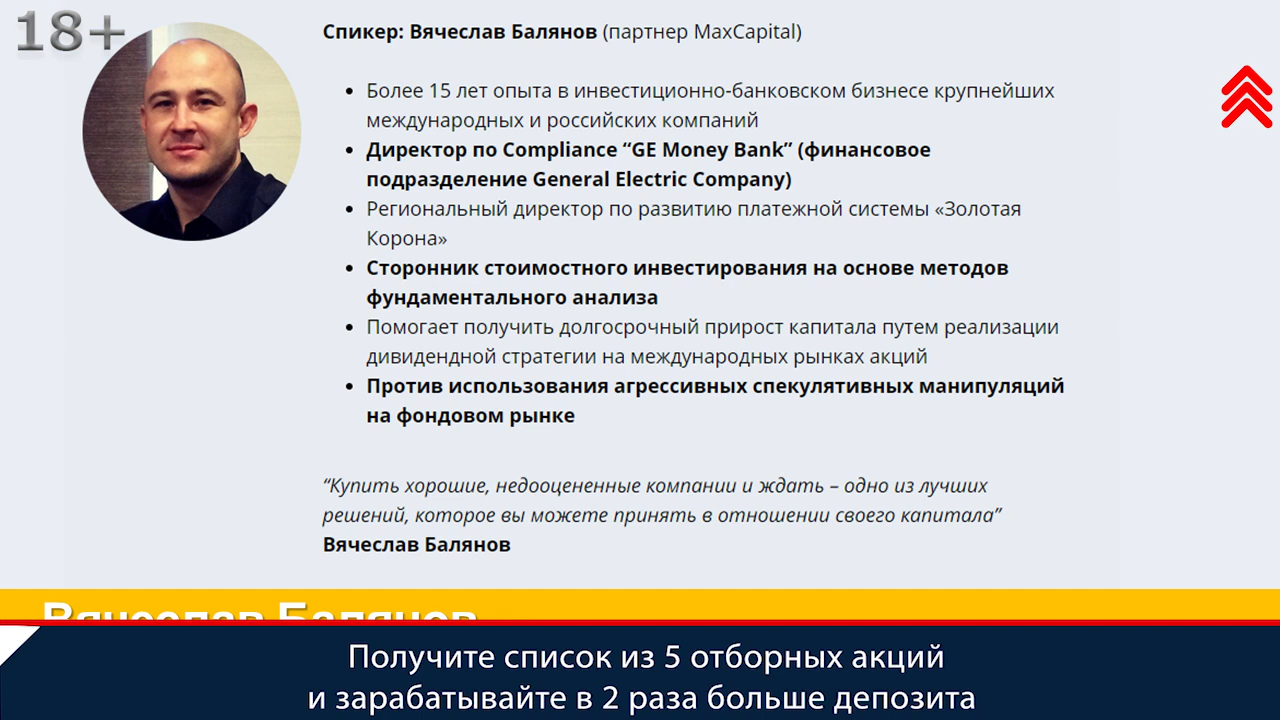 18+
Спикер: Вячеслав Балянов (партнер MaxCapital)
Более 15 лет опыта в инвестиционно-банковском бизнесе крупнейших
международных и российских компаний
Директор по Compliance “GE Money Bank” (финансовое
подразделение General Electric Company)
Региональный директор по развитию платежной системы «Золотая
Корона»
Сторонник стоимостного инвестирования на основе методов
фундаментального анализа
Помогает получить долгосрочный прирост капитала путем реализации
дивидендной стратегии на международных рынках акций
Против использования агрессивных спекулятивных манипуляций
на фондовом рынке
“Купить хорошие, недооцененные компании и ждать – одно из лучших
решений, которое вы можете принять в отношении своего капитала”
Вячеслав Балянов
Вячеслав Балянов
Получите список из 5 отборных акций
и зарабатывайте в 2 раза больше депозита